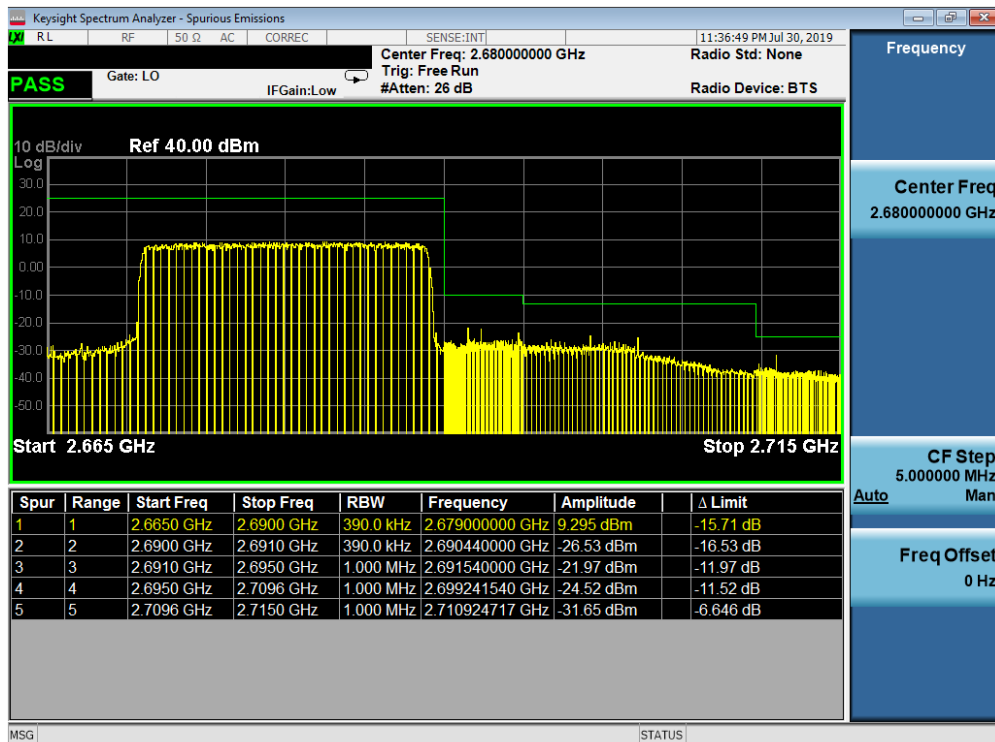 Keysight Spectrum Analyzer - Spurious Emissions
LXI RL RF 50 Ω AC CORREC SENSE:INT 11:36:49 PM Jul 30, 2019
Center Freq: 2.680000000 GHz Radio Std: None
PASS Gate: LO Trig: Free Run
IFGain:Low #Atten: 26 dB Radio Device: BTS
Frequency
10 dB/div Ref 40.00 dBm
Log
30.0
20.0
10.0
0.00
-10.0
-20.0
-30.0
-40.0
-50.0
Start 2.665 GHz Stop 2.715 GHz
Center Freq
2.680000000 GHz
CF Step
5.000000 MHz
Auto Man
Freq Offset
0 Hz
Spur Range Start Freq Stop Freq RBW Frequency Amplitude Δ Limit
1 1 2.6650 GHz 2.6900 GHz 390.0 kHz 2.679000000 GHz 9.295 dBm -15.71 dB
2 2 2.6900 GHz 2.6910 GHz 390.0 kHz 2.690440000 GHz -26.53 dBm -16.53 dB
3 3 2.6910 GHz 2.6950 GHz 1.000 MHz 2.691540000 GHz -21.97 dBm -11.97 dB
4 4 2.6950 GHz 2.7096 GHz 1.000 MHz 2.699241540 GHz -24.52 dBm -11.52 dB
5 5 2.7096 GHz 2.7150 GHz 1.000 MHz 2.710924717 GHz -31.65 dBm -6.646 dB
MSG STATUS